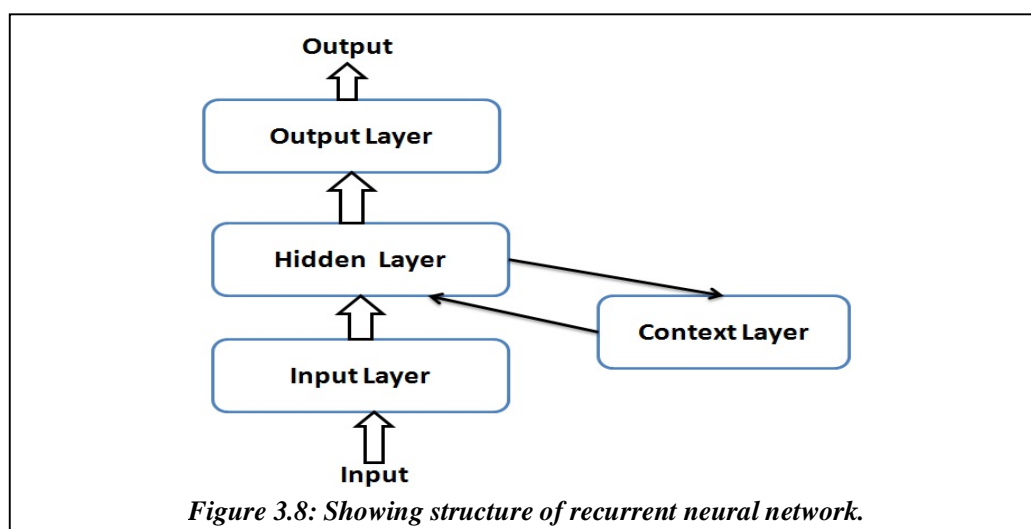 Output
Output Layer
Hidden Layer
Context Layer
Input Layer
Input
Figure 3.8: Showing structure of recurrent neural network.